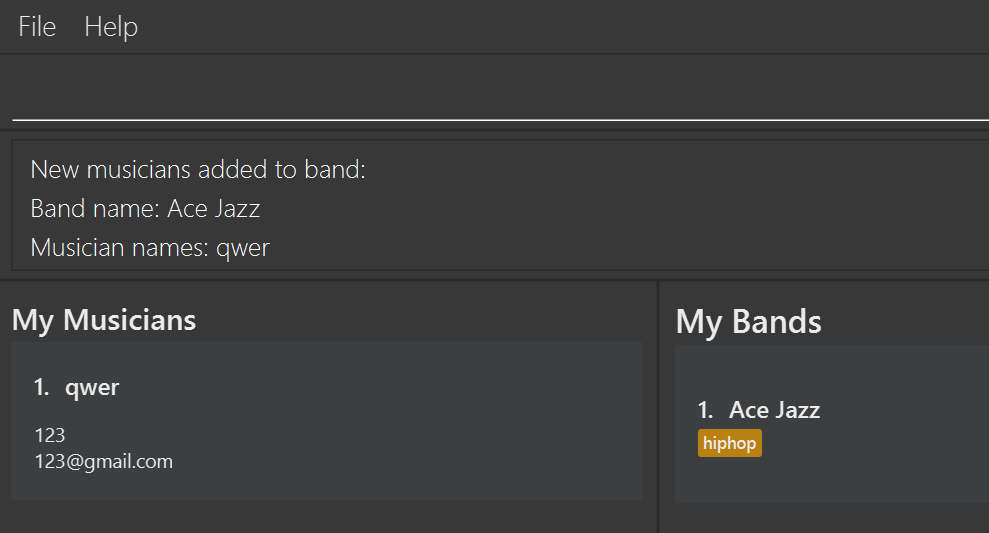 File Help
New musicians added to band:
Band name: Ace Jazz
Musician names: qwer
My Musicians
1. qwer
123
123@gmail.com
My Bands
1. Ace Jazz
hiphop